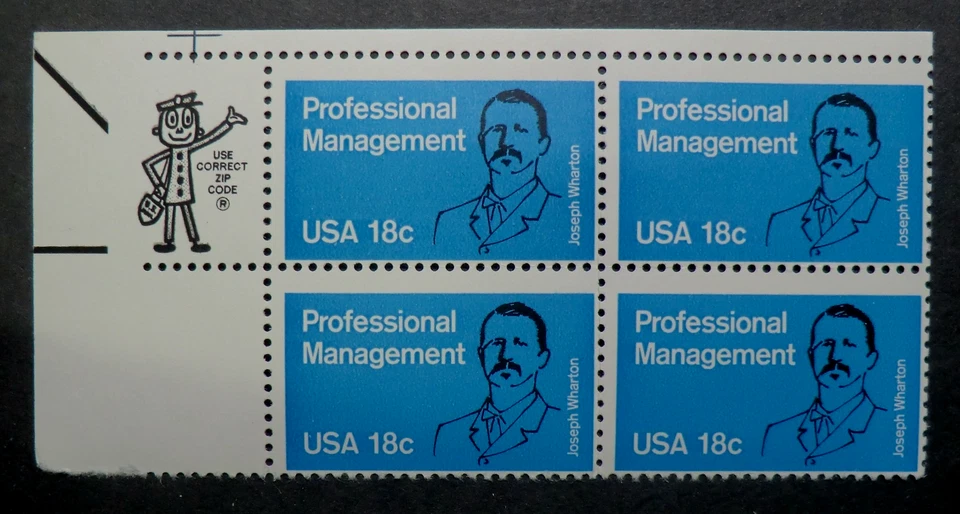 USE
CORRECT
ZIP
CODE
®
Professional
Management
USA 18c
Joseph Wharton
Professional
Management
USA 18c
Joseph Wharton
Professional
Management
USA 18c
Joseph Wharton
Professional
Management
USA 18c
Joseph Wharton